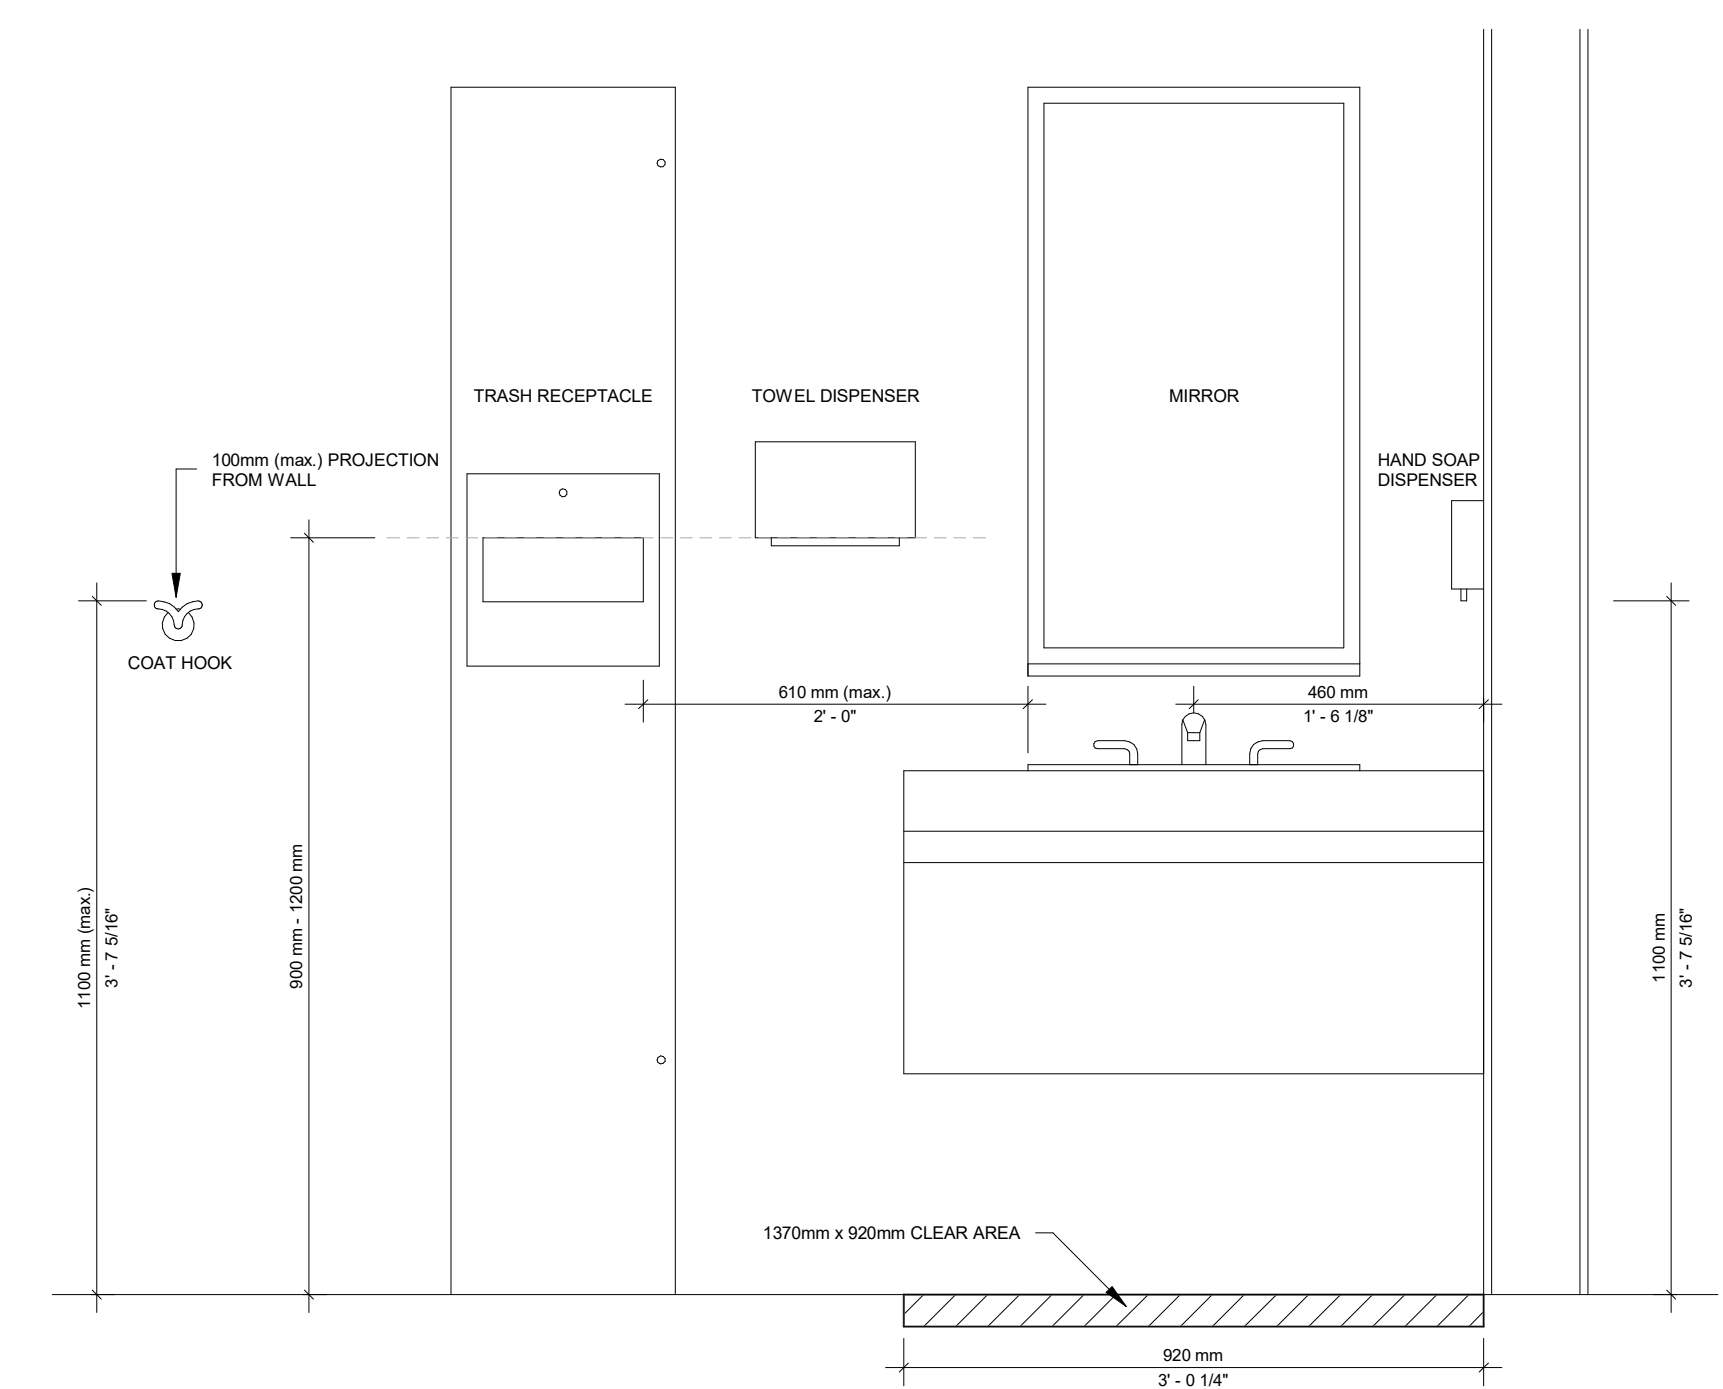 TRASH RECEPTACLE
TOWEL DISPENSER
MIRROR
100mm (max.) PROJECTION
FROM WALL
HAND SOAP
DISPENSER
COAT HOOK
610 mm (max.)
2' - 0"
460 mm
1' - 6 1/8"
1100 mm (max.)
3' - 7 5/16"
900 mm - 1200 mm
1100 mm
3' - 7 5/16"
1370mm x 920mm CLEAR AREA
920 mm
3' - 0 1/4"